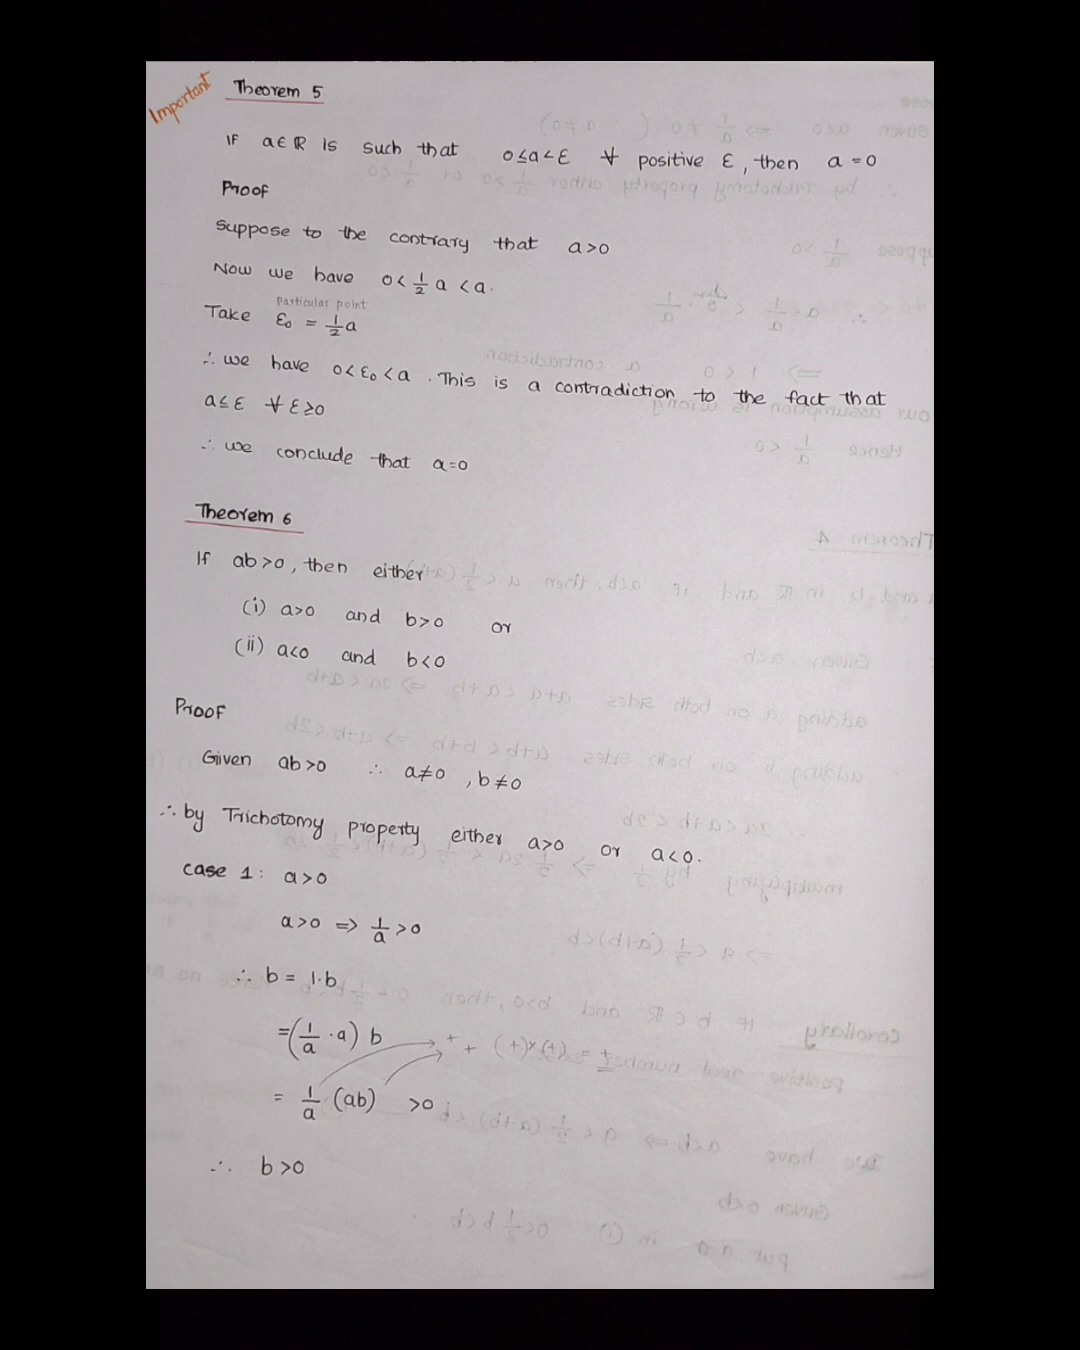 Important
Theorem 5
IF a∈ℝ is such that 0≤a<ε ∀ positive ε, then a=0
Proof
Suppose to the contrary that a>0
Now we have 0<1/2 a <a.
Particular point
Take ε₀ = 1/2 a
∴ we have 0<ε₀<a. This is a contradiction to the fact that
a≤ε ∀ε≥0
∴ we conclude that a=0
Theorem 6
If ab>0, then either
(i) a>0 and b>0 or
(ii) a<0 and b<0
Proof
Given ab>0 ∴ a≠0, b≠0
∴ by Trichotomy property either a>0 or a<0.
case 1: a>0
a>0 => 1/a >0
∴ b = 1·b
=(1/a ·a) b
+ + (+)×(+) = +
= 1/a (ab) >0
∴ b>0